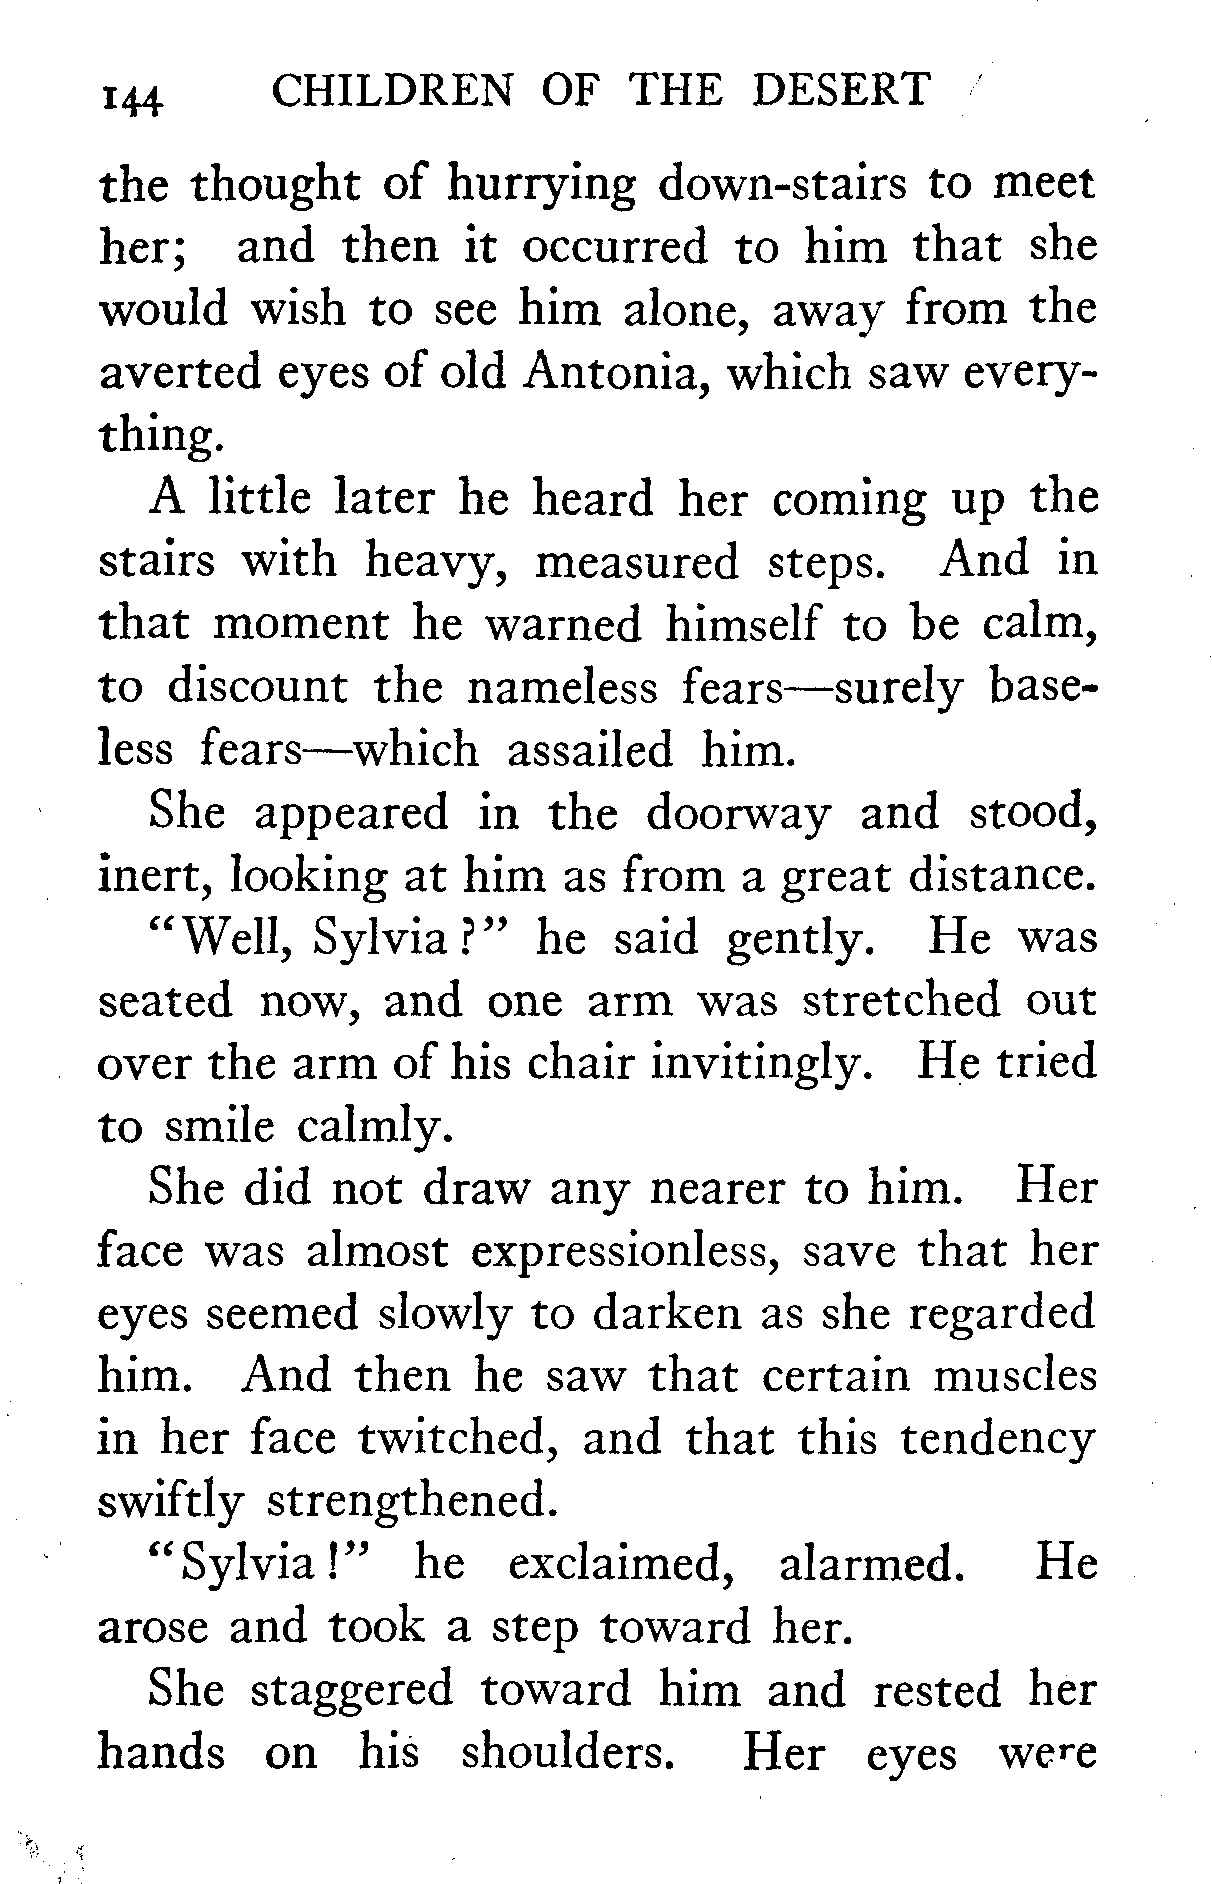 144 CHILDREN OF THE DESERT
the thought of hurrying down-stairs to meet
her; and then it occurred to him that she
would wish to see him alone, away from the
averted eyes of old Antonia, which saw every-
thing.
A little later he heard her coming up the
stairs with heavy, measured steps. And in
that moment he warned himself to be calm,
to discount the nameless fears—surely base-
less fears—which assailed him.
She appeared in the doorway and stood,
inert, looking at him as from a great distance.
"Well, Sylvia?" he said gently. He was
seated now, and one arm was stretched out
over the arm of his chair invitingly. He tried
to smile calmly.
She did not draw any nearer to him. Her
face was almost expressionless, save that her
eyes seemed slowly to darken as she regarded
him. And then he saw that certain muscles
in her face twitched, and that this tendency
swiftly strengthened.
"Sylvia!" he exclaimed, alarmed. He
arose and took a step toward her.
She staggered toward him and rested her
hands on his shoulders. Her eyes were